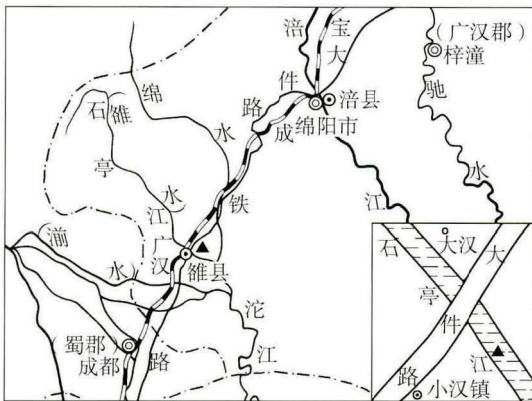 涪
宝
大
(广汉郡)
梓潼
驰
水
绵
水
石(雒
亭
水)
江
件
路
成
铁
涪县
绵阳市
江
广
汉
雒县
湔
水
沱
江
(蜀郡)
成都
路
石
亭
江
大汉
大
件
路
小汉镇